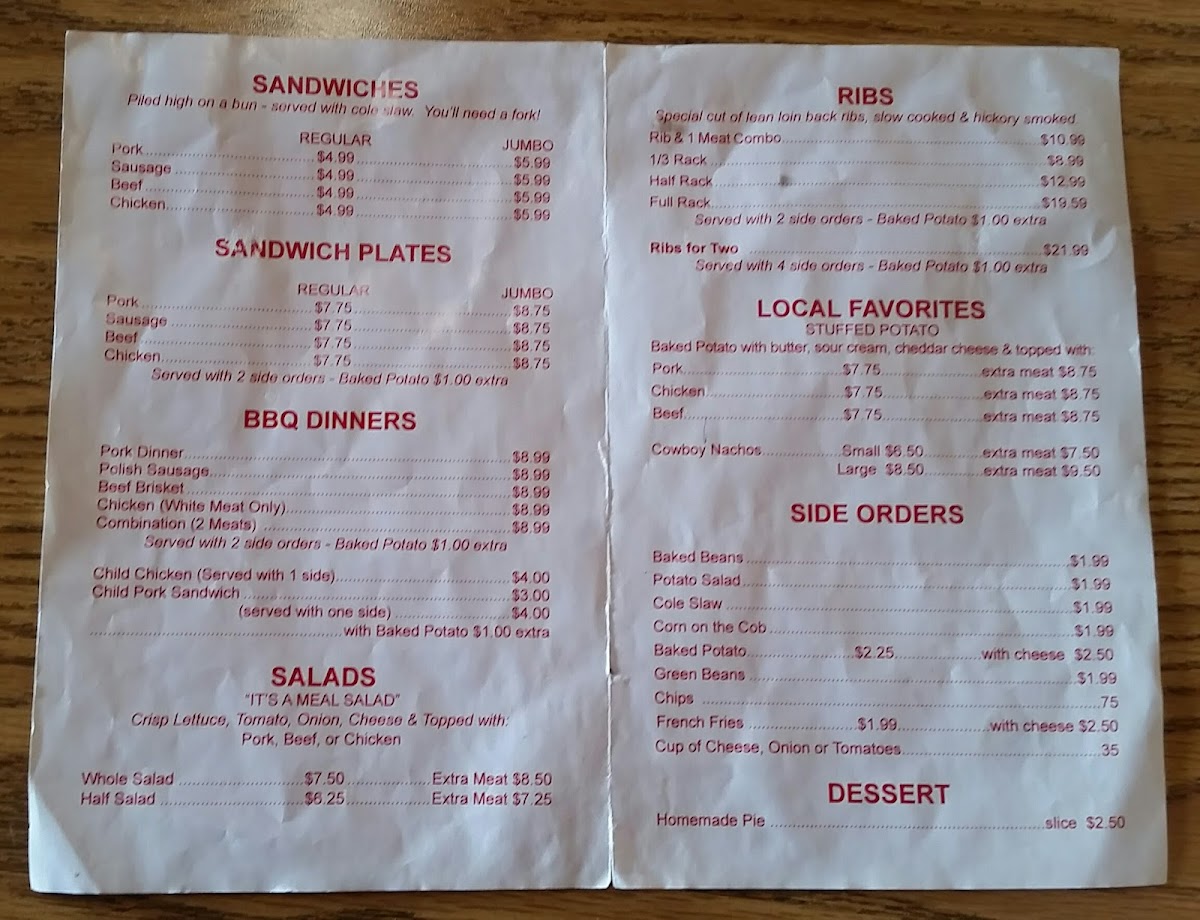 SANDWICHES
Piled high on a bun - served with cole slaw. You'll need a fork!
REGULAR JUMBO
Pork $4.99 $5.99
Sausage $4.99 $5.99
Beef $4.99 $5.99
Chicken $4.99 $5.99
SANDWICH PLATES
REGULAR JUMBO
Pork $7.75 $8.75
Sausage $7.75 $8.75
Beef $7.75 $8.75
Chicken $7.75 $8.75
Served with 2 side orders - Baked Potato $1.00 extra
BBQ DINNERS
Pork Dinner $8.99
Polish Sausage $8.99
Beef Brisket $8.99
Chicken (White Meat Only) $8.99
Combination (2 Meats) $8.99
Served with 2 side orders - Baked Potato $1.00 extra
Child Chicken (Served with 1 side) $4.00
Child Pork Sandwich $3.00
(served with one side) $4.00
with Baked Potato $1.00 extra
SALADS
"IT'S A MEAL SALAD"
Crisp Lettuce, Tomato, Onion, Cheese & Topped with:
Pork, Beef, or Chicken
Whole Salad $7.50 Extra Meat $8.50
Half Salad $6.25 Extra Meat $7.25
RIBS
Special cut of lean loin back ribs, slow cooked & hickory smoked
Rib & 1 Meat Combo $10.99
1/3 Rack $8.99
Half Rack $12.99
Full Rack $19.59
Served with 2 side orders - Baked Potato $1.00 extra
Ribs for Two $21.99
Served with 4 side orders - Baked Potato $1.00 extra
LOCAL FAVORITES
STUFFED POTATO
Baked Potato with butter, sour cream, cheddar cheese & topped with:
Pork $7.75 extra meat $8.75
Chicken $7.75 extra meat $8.75
Beef $7.75 extra meat $8.75
Cowboy Nachos Small $6.50 extra meat $7.50
Large $8.50 extra meat $9.50
SIDE ORDERS
Baked Beans $1.99
Potato Salad $1.99
Cole Slaw $1.99
Corn on the Cob $1.99
Baked Potato $2.25 with cheese $2.50
Green Beans $1.99
Chips 75
French Fries $1.99 with cheese $2.50
Cup of Cheese, Onion or Tomatoes 35
DESSERT
Homemade Pie slice $2.50